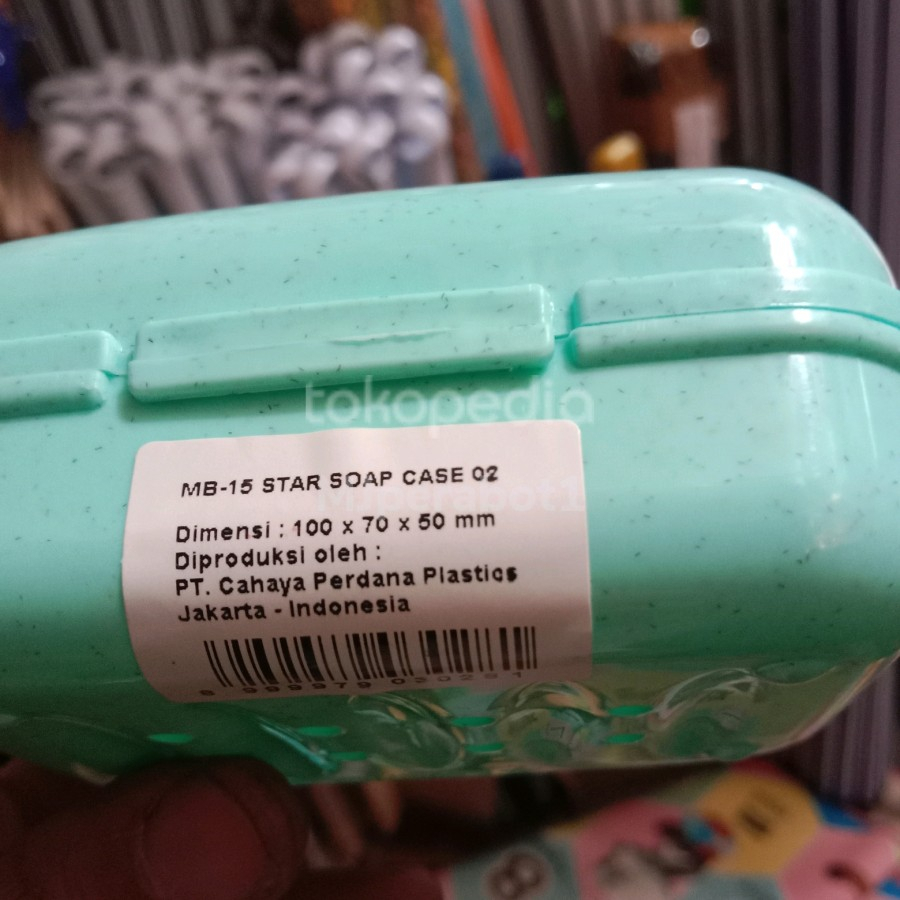 tokopedia
MB-15 STAR SOAP CASE 02
Dimensi : 100 x 70 x 50 mm
Diproduksi oleh :
PT. Cahaya Perdana Plastics
Jakarta - Indonesia